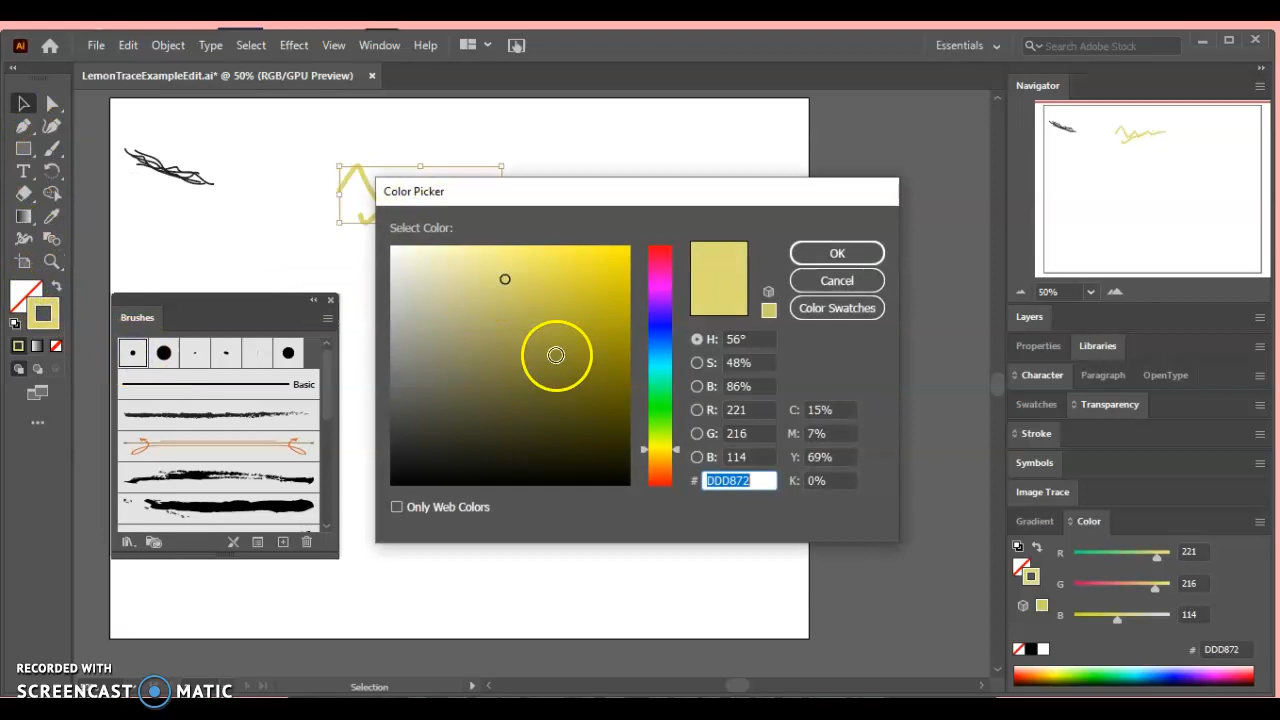 Ai File Edit Object Type Select Effect View Window Help Essentials Search Adobe Stock
LemonTraceExampleEdit.ai* @ 50% (RGB/GPU Preview)
Navigator
Color Picker
Select Color:
OK
Cancel
Color Swatches
50%
Brushes
Layers
H: 56°
Properties Libraries
S: 48%
B: 86%
Character Paragraph OpenType
Basic
Swatches Transparency
R: 221 C: 15%
G: 216 M: 7%
Stroke
B: 114 Y: 69%
Symbols
# DDD872 K: 0%
Image Trace
Only Web Colors
Gradient Color
R 221
G 216
B 114
# DDD872
RECORDED WITH
SCREENCAST MATIC
Selection